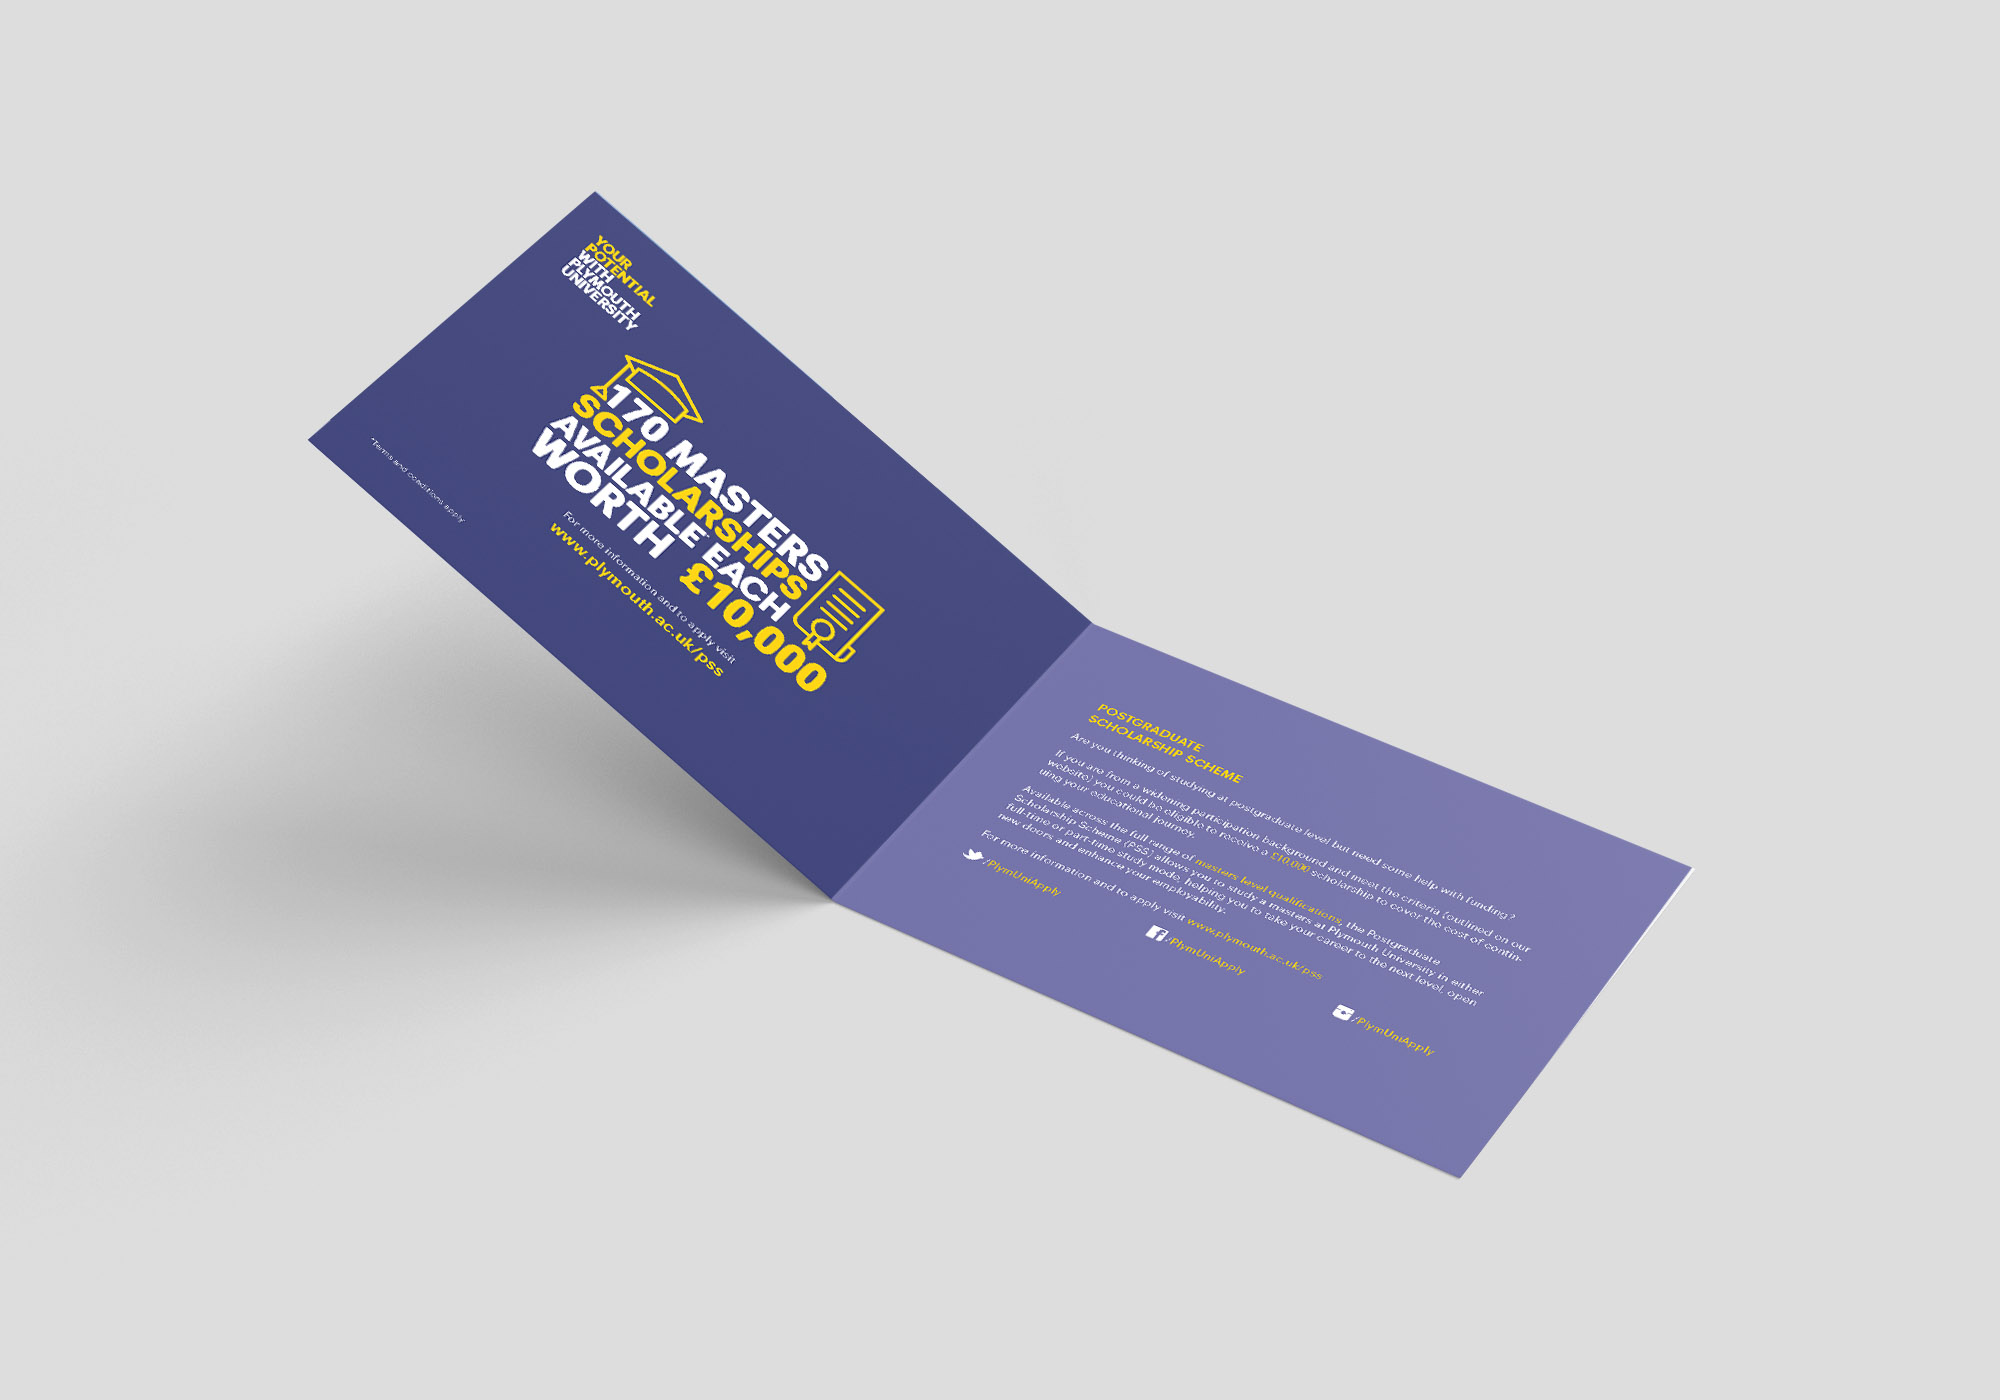 YOUR
POTENTIAL
WITH
PLYMOUTH
UNIVERSITY
170 MASTERS
SCHOLARSHIPS
AVAILABLE* EACH
WORTH £10,000
For more information and to apply visit
www.plymouth.ac.uk/pss
*Terms and conditions apply
POSTGRADUATE
SCHOLARSHIP SCHEME
Are you thinking of studying at postgraduate level but need some help with funding?
If you are from a widening participation background and meet the criteria (outlined on our
website) you could be eligible to receive a £10,000 scholarship to cover the cost of contin-
uing your educational journey.
Available across the full range of masters level qualifications, the Postgraduate
Scholarship Scheme (PSS) allows you to study a masters at Plymouth University in either
full-time or part-time study mode, helping you to take your career to the next level, open
new doors and enhance your employability.
For more information and to apply visit www.plymouth.ac.uk/pss
/PlymUniApply
/PlymUniApply
/PlymUniApply